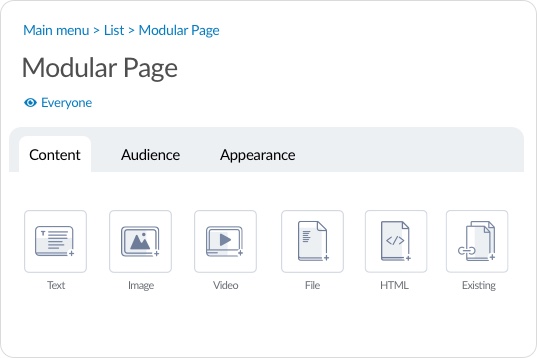 Main menu > List > Modular Page
Modular Page
Everyone
Content Audience Appearance
Text Image Video File HTML Existing